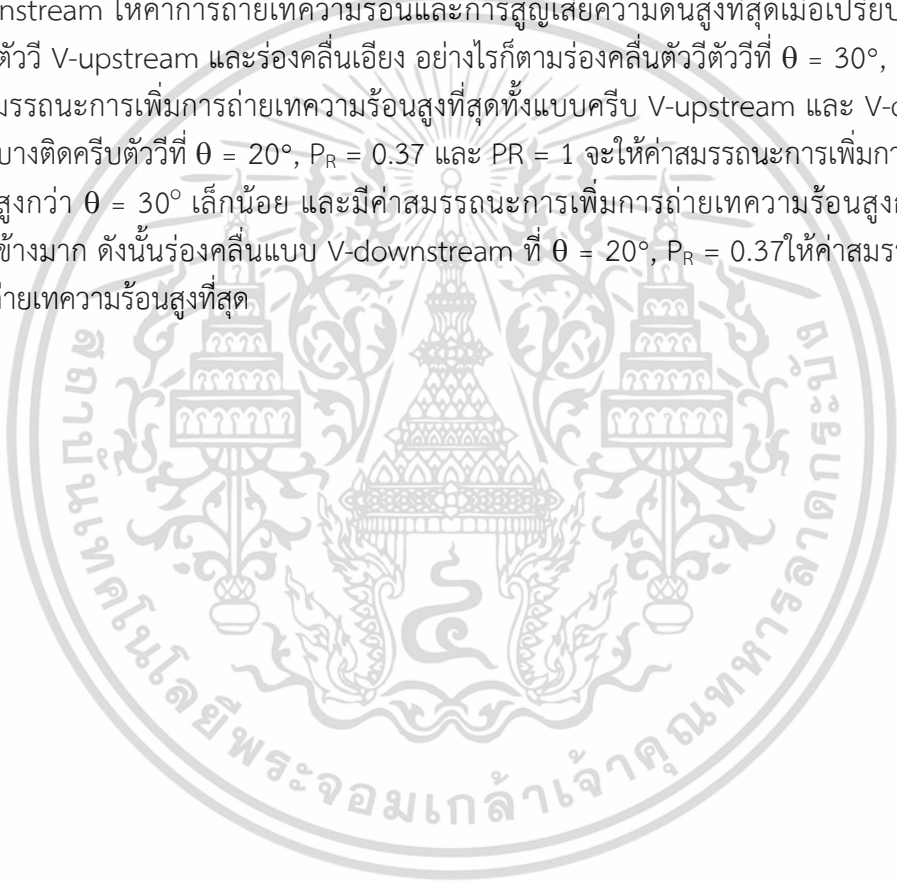 nstream ให้ค่าการถ่ายเทความร้อนและการสูญเสียความดันสูงที่สุดเมื่อเปรียบ
ตัววี V-upstream และร่องคลื่นเอียง อย่างไรก็ตามร่องคลื่นตัววีตัววีที่ θ = 30°,
มรรถนะการเพิ่มการถ่ายเทความร้อนสูงที่สุดทั้งแบบครีบ V-upstream และ V-
บางติดครีบตัววีที่ θ = 20°, P_R = 0.37 และ PR = 1 จะให้ค่าสมรรถนะการเพิ่มกา
สูงกว่า θ = 30° เล็กน้อย และมีค่าสมรรถนะการเพิ่มการถ่ายเทความร้อนสูง
ข้างมาก ดังนั้นร่องคลื่นแบบ V-downstream ที่ θ = 20°, P_R = 0.37ให้ค่าสมรร
ถ่ายเทความร้อนสูงที่สุด
สถาบันเทคโนโลยีพระจอมเกล้าเจ้าคุณทหารลาดกระบัง
๔